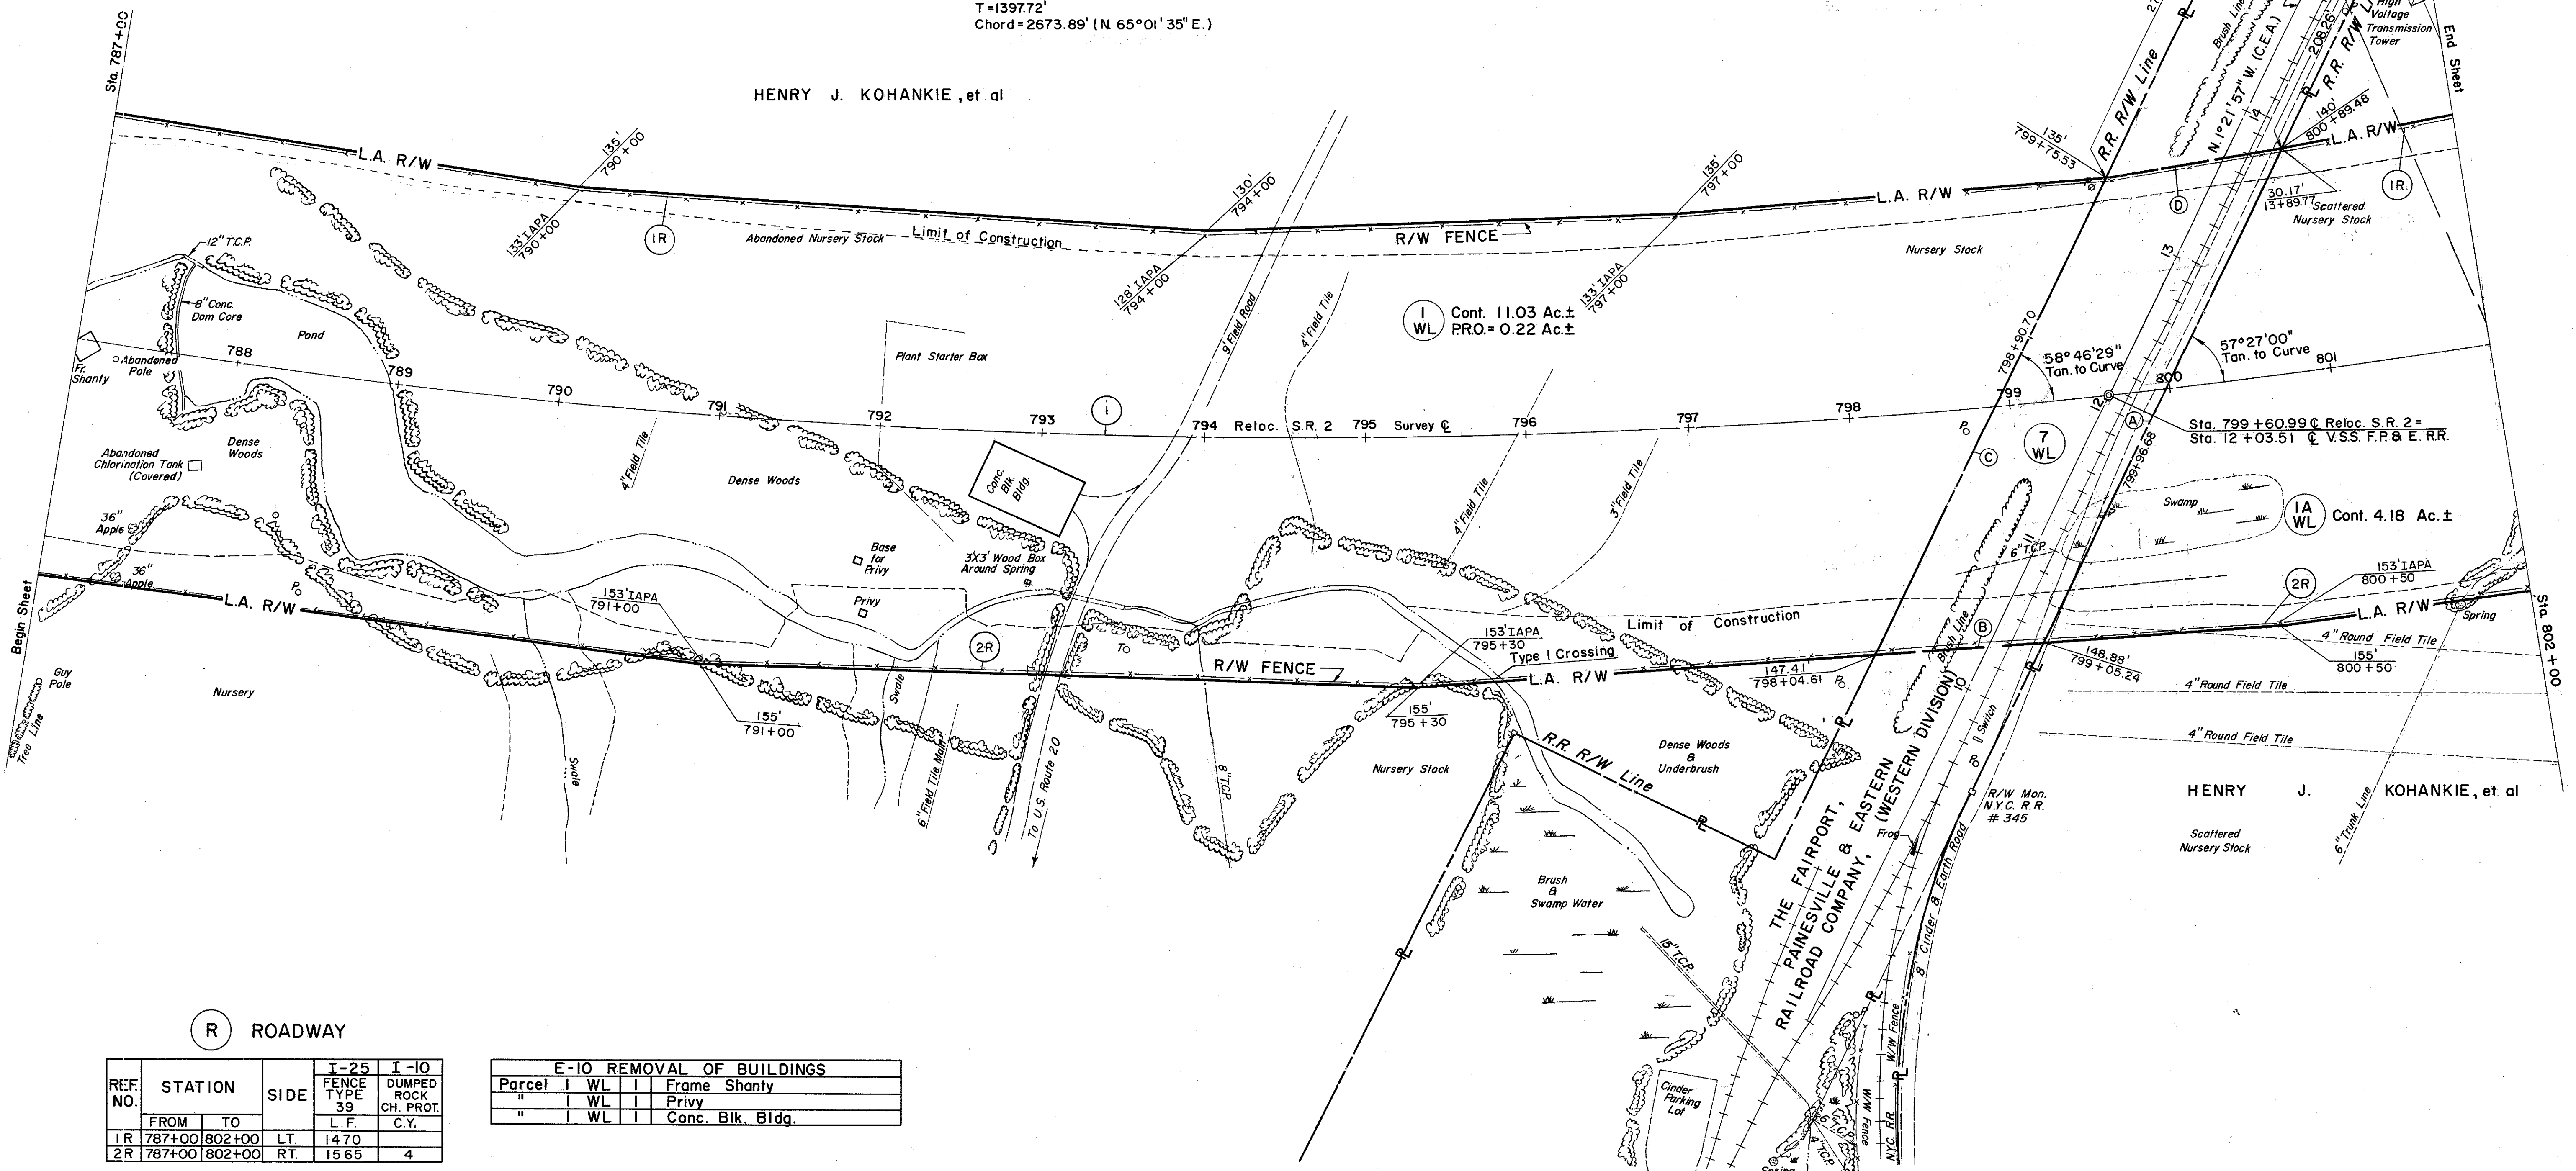 T=1397.72'
Chord=2673.89' (N. 65°01'35" E.)
HENRY J. KOHANKIE, et al
Sta. 787+00
L.A. R/W
135'
790+00
133' IAPA
790+00
1R
Abandoned Nursery Stock
Limit of Construction
130'
794+00
128' IAPA
794+00
R/W FENCE
135'
797+00
133' IAPA
797+00
L.A. R/W
Nursery Stock
135'
799+75.53
R.R. R/W Line
Brush Line
N. 1°21'57" W. (C.E.A.)
208.26'
R.R. R/W
High
Voltage
Transmission
Tower
End Sheet
140'
800+89.48
L.A. R/W
1R
D
30.17'
13+89.77
Scattered
Nursery Stock
14
13
12" T.C.P.
8" Conc.
Dam Core
Pond
Abandoned
Pole
Fr.
Shanty
788
789
790
791
792
793
794
Reloc. S.R. 2
795
Survey ℄
796
797
798
799
800
801
1
Plant Starter Box
9' Field Road
4" Field Tile
1
WL
Cont. 11.03 Ac.±
P.R.O.= 0.22 Ac.±
798+90.70
58°46'29"
Tan. to Curve
57°27'00"
Tan. to Curve
12
A
799+96.68
Sta. 799+60.99 ℄ Reloc. S.R. 2=
Sta. 12+03.51 ℄ V.S.S. F.P. & E. RR.
C
7
WL
Dense
Woods
Abandoned
Chlorination Tank
(Covered)
4" Field Tile
Dense Woods
Conc.
Blk.
Bldg.
4" Field Tile
3" Field Tile
Swamp
1A
WL
Cont. 4.18 Ac.±
36"
Apple
36"
Apple
Base
for
Privy
3'X3' Wood Box
Around Spring
Privy
11
6" T.C.P.
Begin Sheet
L.A. R/W
153' IAPA
791+00
2R
R/W FENCE
To
153' IAPA
795+30
Type 1 Crossing
Limit of Construction
L.A. R/W
147.41'
798+04.61
Brush Line
B
148.88'
799+05.24
153' IAPA
800+50
2R
L.A. R/W
Spring
Sta. 802+00
4" Round Field Tile
155'
800+50
4" Round Field Tile
4" Round Field Tile
Guy
Pole
Nursery
Tree Line
155'
791+00
Swale
Swale
6" Field Tile Main
To U.S. Route 20
8" T.C.P.
155'
795+30
Nursery Stock
R.R. R/W Line
Dense Woods
&
Underbrush
10
Switch
Frog
R/W Mon.
N.Y.C. R.R.
# 345
HENRY J. KOHANKIE, et al
Scattered
Nursery Stock
6" Trunk Line
Brush
&
Swamp Water
THE FAIRPORT,
PAINESVILLE & EASTERN
RAILROAD COMPANY, (WESTERN DIVISION)
8' Cinder & Earth Road
15" T.C.P.
Cinder
Parking
Lot
W/W Fence
W/W Fence
N.Y.C. R.R.
6" T.C.P.
4" T.C.P.
Spring
R ROADWAY
REF. NO. STATION SIDE I-25 I-10
FENCE TYPE 39 DUMPED ROCK CH. PROT.
FROM TO L.F. C.Y.
1R 787+00 802+00 LT. 1470
2R 787+00 802+00 RT. 1565 4
E-10 REMOVAL OF BUILDINGS
Parcel 1 WL 1 Frame Shanty
" 1 WL 1 Privy
" 1 WL 1 Conc. Blk. Bldg.